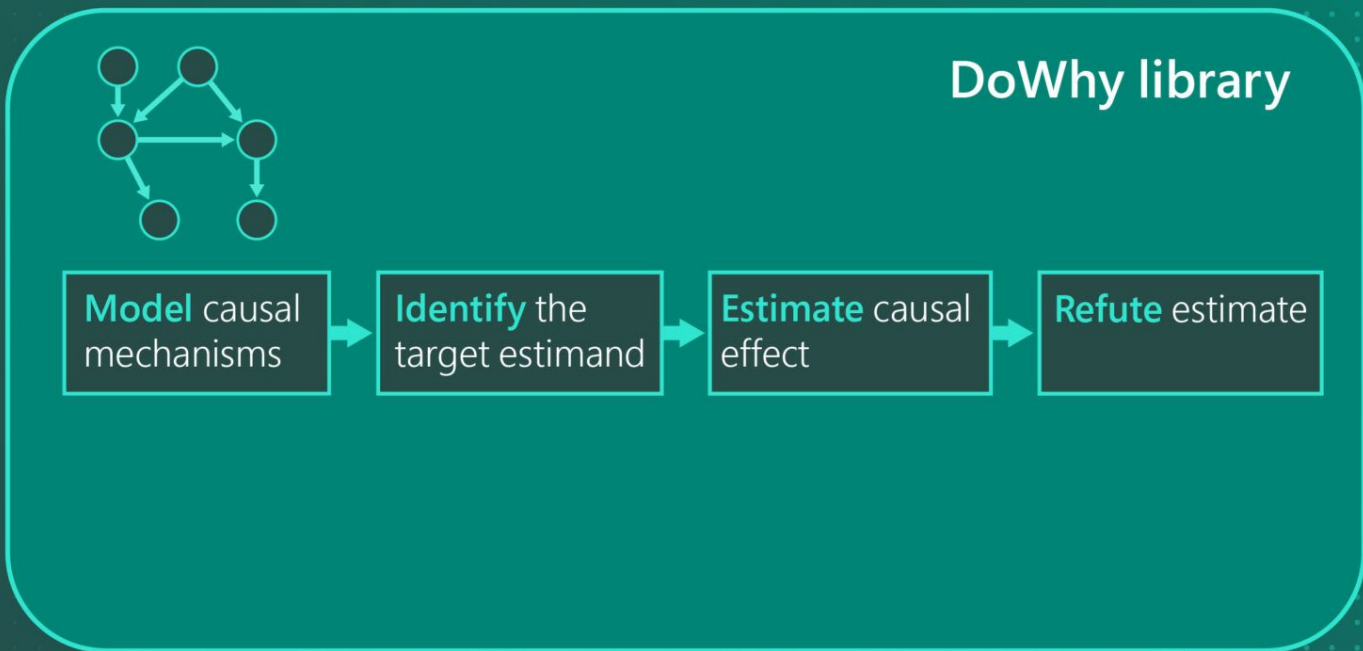 DoWhy library
Model causal
mechanisms
Identify the
target estimand
Estimate causal
effect
Refute estimate